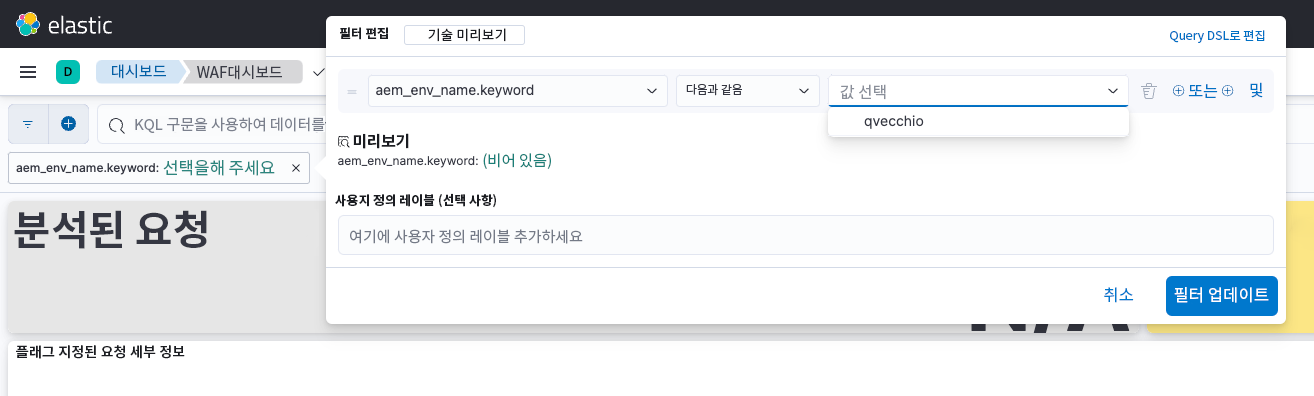 elastic
필터 편집
기술 미리보기
Query DSL로 편집
D
대시보드
WAF대시보드
aem_env_name.keyword
다음과 같음
값 선택
또는
및
KQL 구문을 사용하여 데이터를
qvecchio
미리보기
aem_env_name.keyword: (비어 있음)
aem_env_name.keyword: 선택을해 주세요
사용지 정의 레이블 (선택 사항)
분석된 요청
여기에 사용자 정의 레이블 추가하세요
취소
필터 업데이트
N/A
플래그 지정된 요청 세부 정보